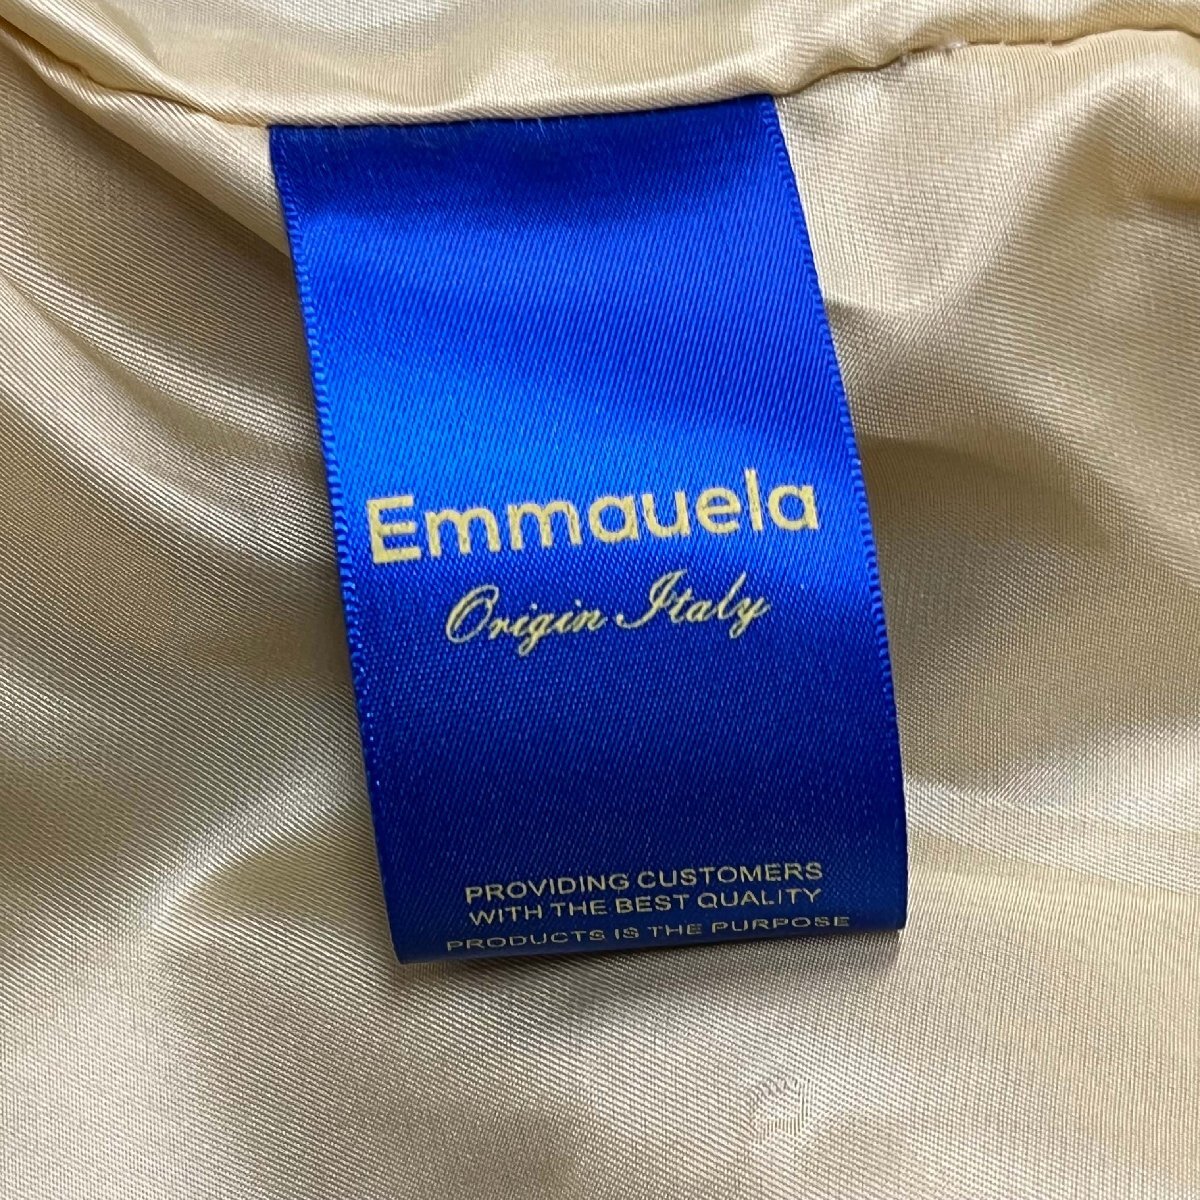 Emmauela
Origin Italy
PROVIDING CUSTOMERS
WITH THE BEST QUALITY
PRODUCTS IS THE PURPOSE